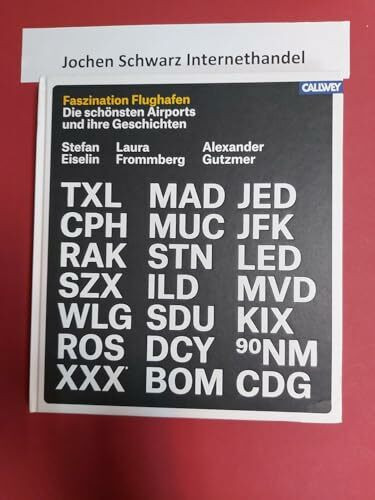 Jochen Schwarz Internethandel
CALLWEY
Faszination Flughafen
Die schönsten Airports
und ihre Geschichten
Stefan Eiselin
Laura Frommberg
Alexander Gutzmer
TXL MAD JED
CPH MUC JFK
RAK STN LED
SZX ILD MVD
WLG SDU KIX
ROS DCY 90NM
XXX* BOM CDG